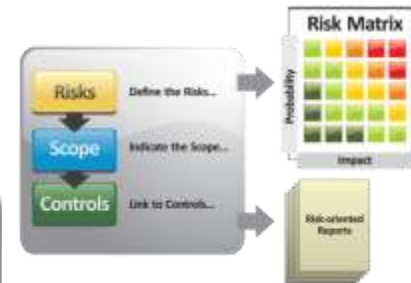 Risk Matrix
Probability
Impact
Risks
Define the Risks...
Scope
Indicate the Scope...
Controls
Link to Controls...
Risk-oriented
Reports